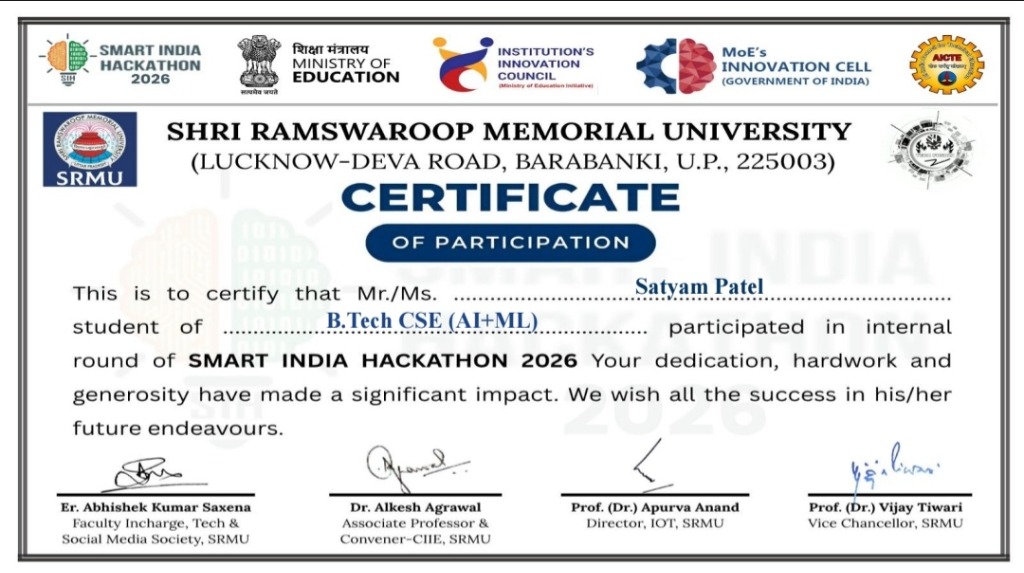 SMART INDIA
HACKATHON
2026
SIH
सत्यमेव जयते
शिक्षा मंत्रालय
MINISTRY OF
EDUCATION
INSTITUTION'S
INNOVATION
COUNCIL
(Ministry of Education Initiative)
MoE's
INNOVATION CELL
(GOVERNMENT OF INDIA)
AICTE
SRMU
SHRI RAMSWAROOP MEMORIAL UNIVERSITY
(LUCKNOW-DEVA ROAD, BARABANKI, U.P., 225003)
CERTIFICATE
OF PARTICIPATION
This is to certify that Mr./Ms. Satyam Patel
student of B.Tech CSE (AI+ML) participated in internal
round of SMART INDIA HACKATHON 2026 Your dedication, hardwork and
generosity have made a significant impact. We wish all the success in his/her
future endeavours.
Er. Abhishek Kumar Saxena
Faculty Incharge, Tech &
Social Media Society, SRMU
Dr. Alkesh Agrawal
Associate Professor &
Convener-CIIE, SRMU
Prof. (Dr.) Apurva Anand
Director, IOT, SRMU
Prof. (Dr.) Vijay Tiwari
Vice Chancellor, SRMU